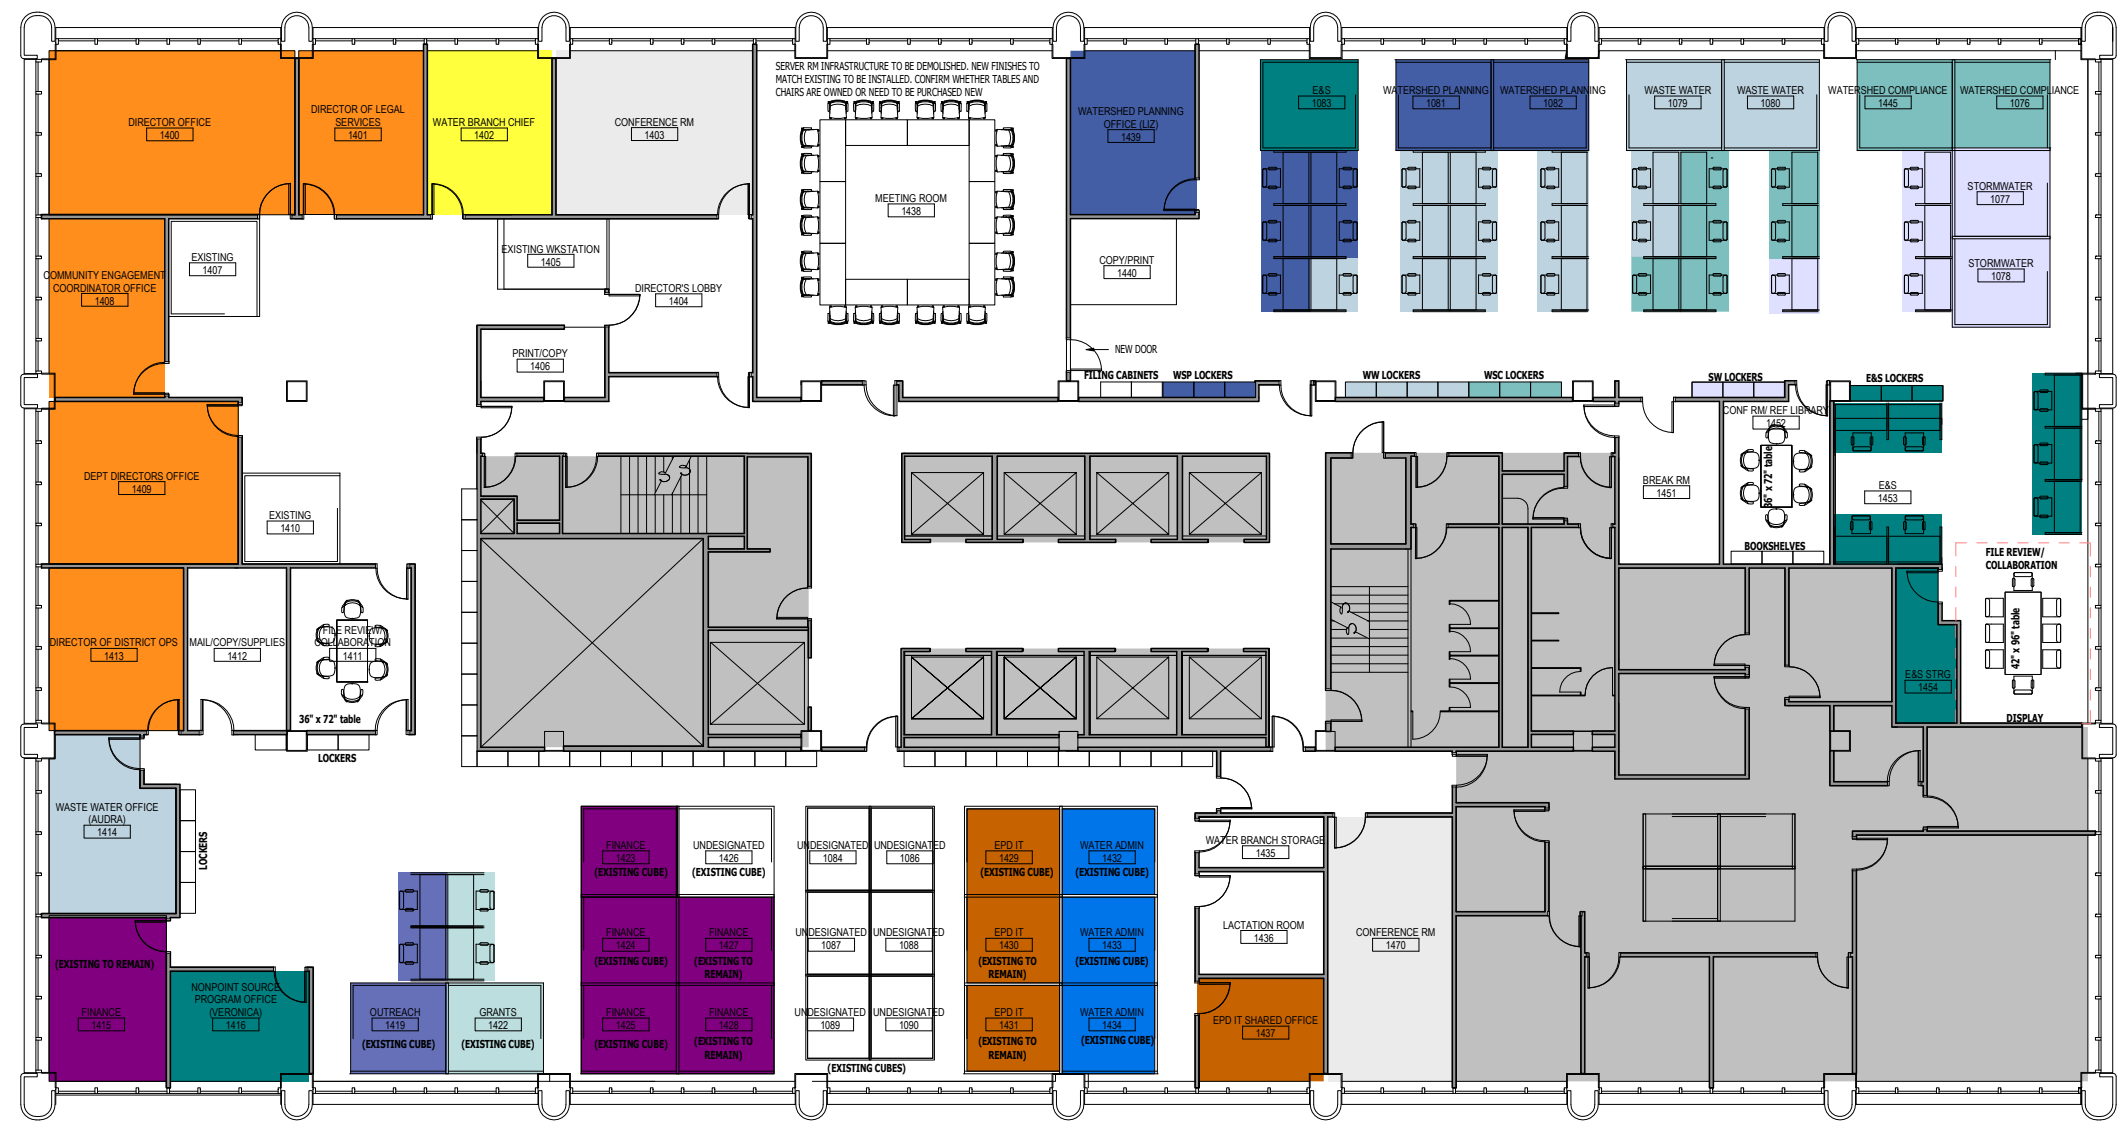 SERVER RM INFRASTRUCTURE TO BE DEMOLISHED. NEW FINISHES TO
MATCH EXISTING TO BE INSTALLED. CONFIRM WHETHER TABLES AND
CHAIRS ARE OWNED OR NEED TO BE PURCHASED NEW
DIRECTOR OFFICE
1400
DIRECTOR OF LEGAL
SERVICES
1401
WATER BRANCH CHIEF
1402
CONFERENCE RM
1403
MEETING ROOM
1438
WATERSHED PLANNING
OFFICE (LIZ)
1439
E&S
1083
WATERSHED PLANNING
1081
WATERSHED PLANNING
1082
WASTE WATER
1079
WASTE WATER
1080
WATERSHED COMPLIANCE
1445
WATERSHED COMPLIANCE
1076
STORMWATER
1077
STORMWATER
1078
COMMUNITY ENGAGEMENT
COORDINATOR OFFICE
1408
EXISTING
1407
EXISTING WKSTATION
1405
DIRECTOR'S LOBBY
1404
COPY/PRINT
1440
PRINT/COPY
1406
NEW DOOR
FILING CABINETS
WSP LOCKERS
WW LOCKERS
WSC LOCKERS
SW LOCKERS
E&S LOCKERS
DEPT DIRECTORS OFFICE
1409
EXISTING
1410
BREAK RM
1451
CONF RM/ REF LIBRARY
1452
36" x 72" table
BOOKSHELVES
E&S
1453
FILE REVIEW/
COLLABORATION
42" x 96" table
DISPLAY
E&S STRG
1454
DIRECTOR OF DISTRICT OPS
1413
MAIL/COPY/SUPPLIES
1412
FILE REVIEW/
COLLABORATION
1411
36" x 72" table
LOCKERS
WASTE WATER OFFICE
(AUDRA)
1414
LOCKERS
FINANCE
1423
(EXISTING CUBE)
UNDESIGNATED
1426
(EXISTING CUBE)
UNDESIGNATED
1084
UNDESIGNATED
1086
EPD IT
1429
(EXISTING CUBE)
WATER ADMIN
1432
(EXISTING CUBE)
WATER BRANCH STORAGE
1435
FINANCE
1424
(EXISTING CUBE)
FINANCE
1427
(EXISTING TO
REMAIN)
UNDESIGNATED
1087
UNDESIGNATED
1088
EPD IT
1430
(EXISTING TO
REMAIN)
WATER ADMIN
1433
(EXISTING CUBE)
LACTATION ROOM
1436
CONFERENCE RM
1470
(EXISTING TO REMAIN)
FINANCE
1415
NONPOINT SOURCE
PROGRAM OFFICE
(VERONICA)
1416
OUTREACH
1419
(EXISTING CUBE)
GRANTS
1422
(EXISTING CUBE)
FINANCE
1425
(EXISTING CUBE)
FINANCE
1428
(EXISTING TO
REMAIN)
UNDESIGNATED
1089
UNDESIGNATED
1090
(EXISTING CUBES)
EPD IT
1431
(EXISTING TO
REMAIN)
WATER ADMIN
1434
(EXISTING CUBE)
EPD IT SHARED OFFICE
1437